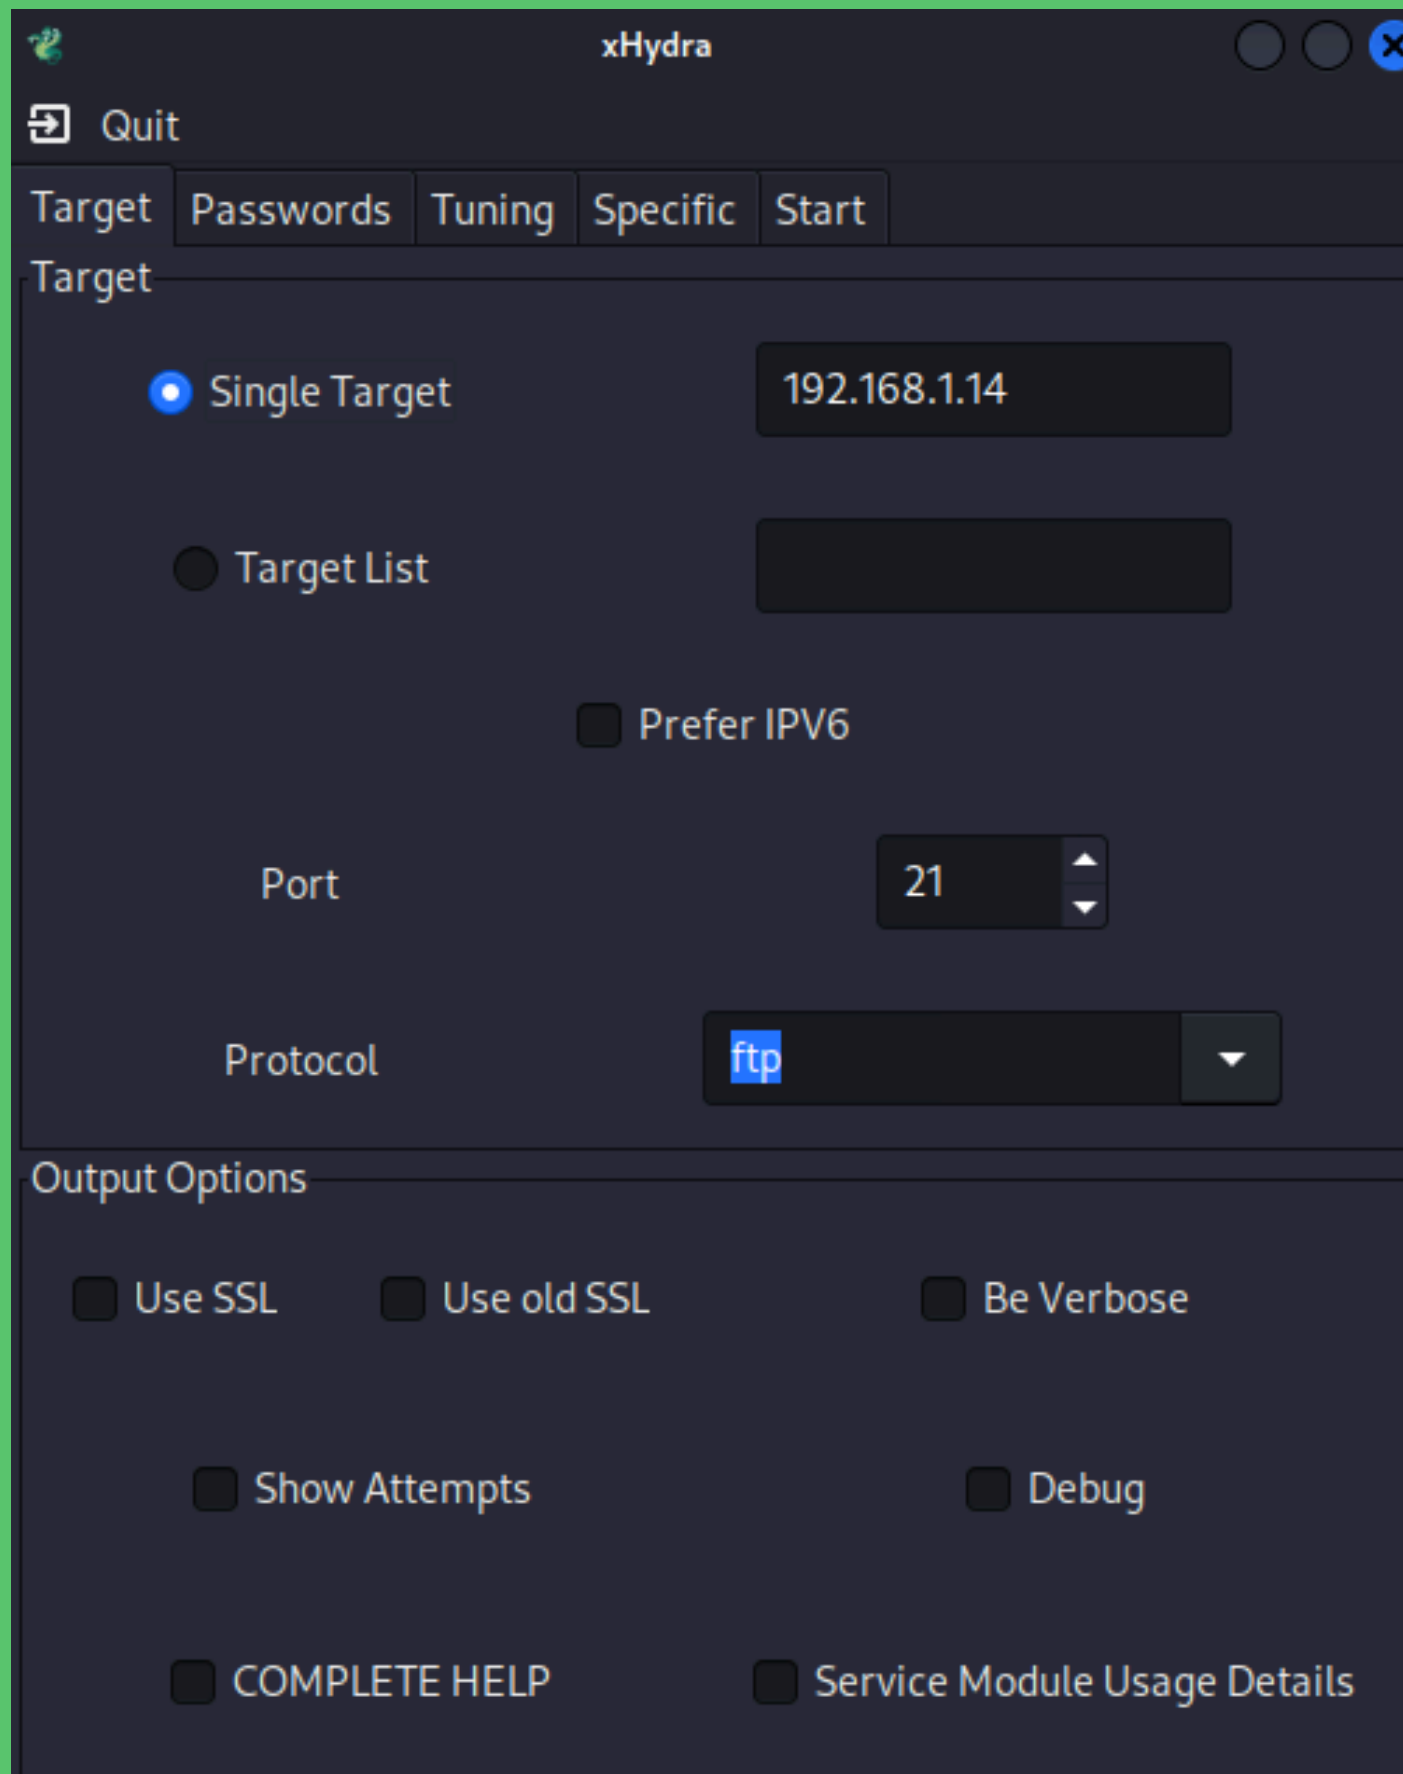 xHydra
Quit
Target Passwords Tuning Specific Start
Target
Single Target 192.168.1.14
Target List
Prefer IPV6
Port 21
Protocol ftp
Output Options
Use SSL Use old SSL Be Verbose
Show Attempts Debug
COMPLETE HELP Service Module Usage Details